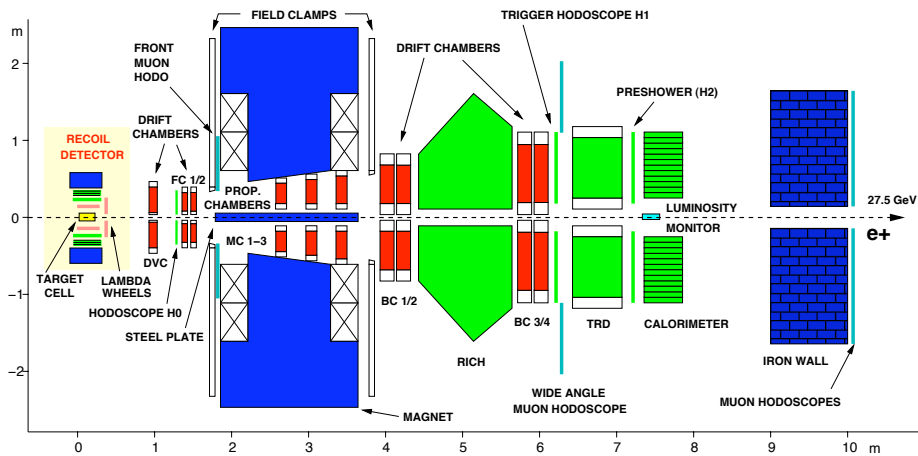 FIELD CLAMPS
TRIGGER HODOSCOPE H1
m
FRONT
MUON
HODO
DRIFT CHAMBERS
PRESHOWER (H2)
2
1
0
−1
−2
RECOIL
DETECTOR
DRIFT
CHAMBERS
FC 1/2
PROP.
CHAMBERS
MC 1−3
27.5 GeV
e+
LUMINOSITY
MONITOR
TARGET
CELL
LAMBDA
WHEELS
DVC
HODOSCOPE H0
STEEL PLATE
BC 1/2
BC 3/4
TRD
CALORIMETER
RICH
IRON WALL
WIDE ANGLE
MUON HODOSCOPE
MUON HODOSCOPES
MAGNET
0 1 2 3 4 5 6 7 8 9 10 m